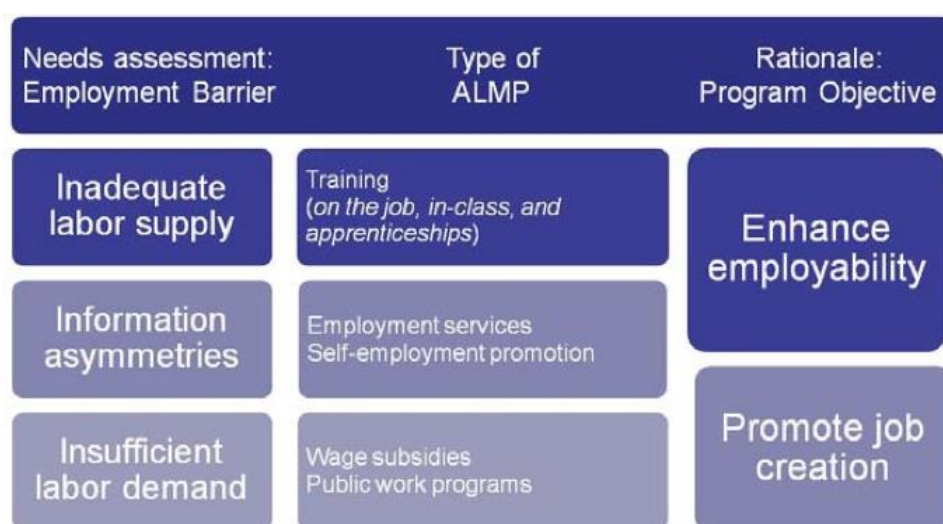 Needs assessment:
Employment Barrier
Type of
ALMP
Rationale:
Program Objective
Inadequate
labor supply
Training
(on the job, in-class, and
apprenticeships)
Enhance
employability
Information
asymmetries
Employment services
Self-employment promotion
Insufficient
labor demand
Wage subsidies
Public work programs
Promote job
creation